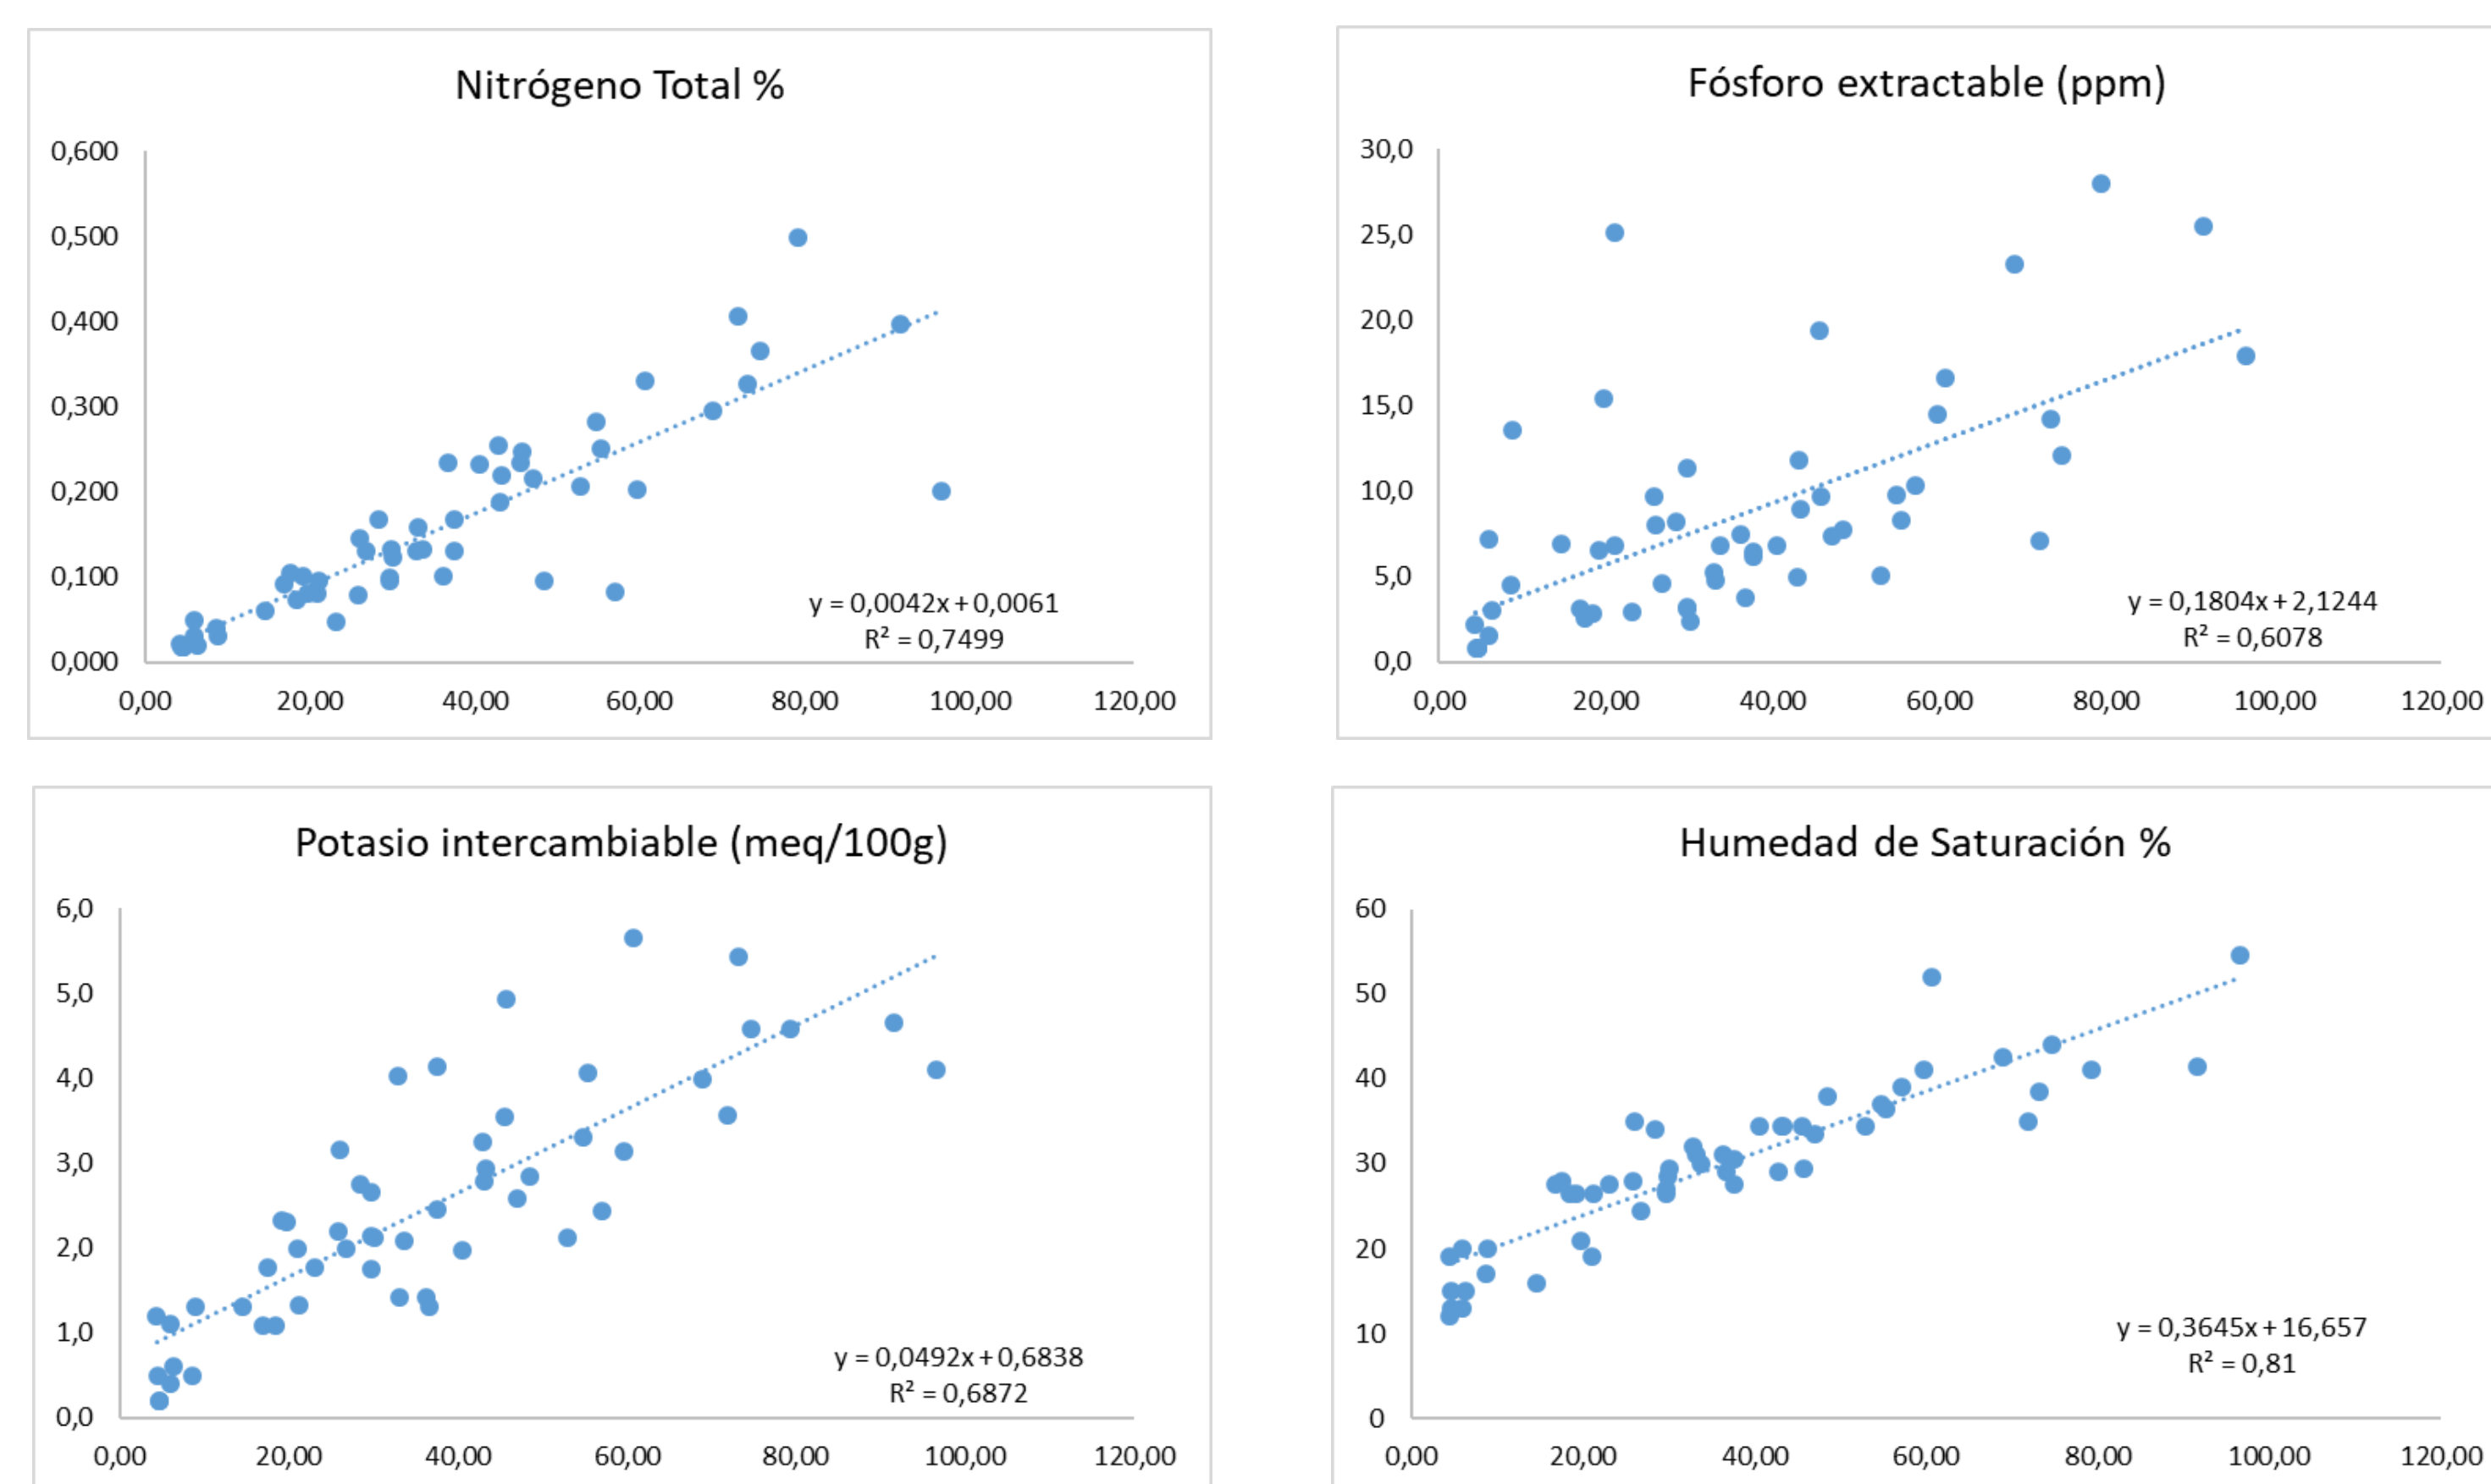 Nitrógeno Total %
0,600
0,500
0,400
0,300
0,200
0,100
0,000
y = 0,0042x + 0,0061
R² = 0,7499
0,00 20,00 40,00 60,00 80,00 100,00 120,00
Fósforo extractable (ppm)
30,0
25,0
20,0
15,0
10,0
5,0
0,0
y = 0,1804x + 2,1244
R² = 0,6078
0,00 20,00 40,00 60,00 80,00 100,00 120,00
Potasio intercambiable (meq/100g)
6,0
5,0
4,0
3,0
2,0
1,0
0,0
y = 0,0492x + 0,6838
R² = 0,6872
0,00 20,00 40,00 60,00 80,00 100,00 120,00
Humedad de Saturación %
60
50
40
30
20
10
0
y = 0,3645x + 16,657
R² = 0,81
0,00 20,00 40,00 60,00 80,00 100,00 120,00